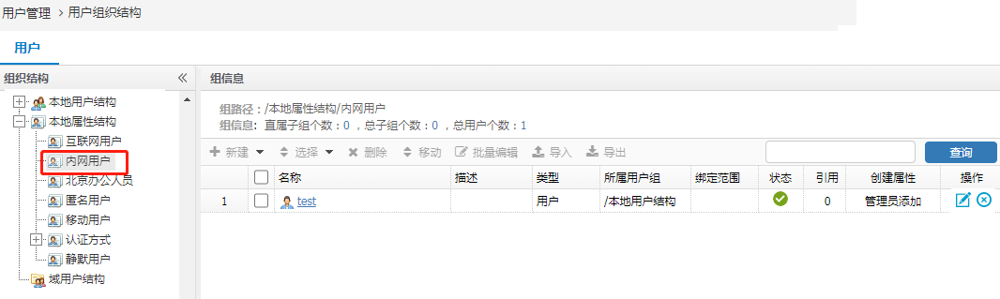 用户管理 > 用户组织结构
用户
组织结构
本地用户结构
本地属性结构
互联网用户
内网用户
北京办公人员
匿名用户
移动用户
认证方式
静默用户
域用户结构
组信息
组路径：/本地属性结构/内网用户
组信息：直属子组个数：0 ，总子组个数：0 ，总用户个数：1
新建 选择 删除 移动 批量编辑 导入 导出 查询
名称 描述 类型 所属用户组 绑定范围 状态 引用 创建属性 操作
1 test 用户 /本地用户结构 0 管理员添加